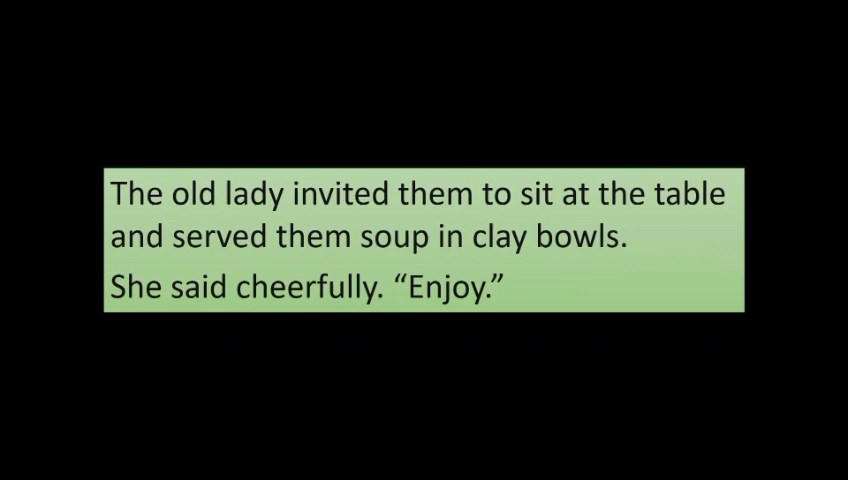 The old lady invited them to sit at the table
and served them soup in clay bowls.
She said cheerfully. “Enjoy.”